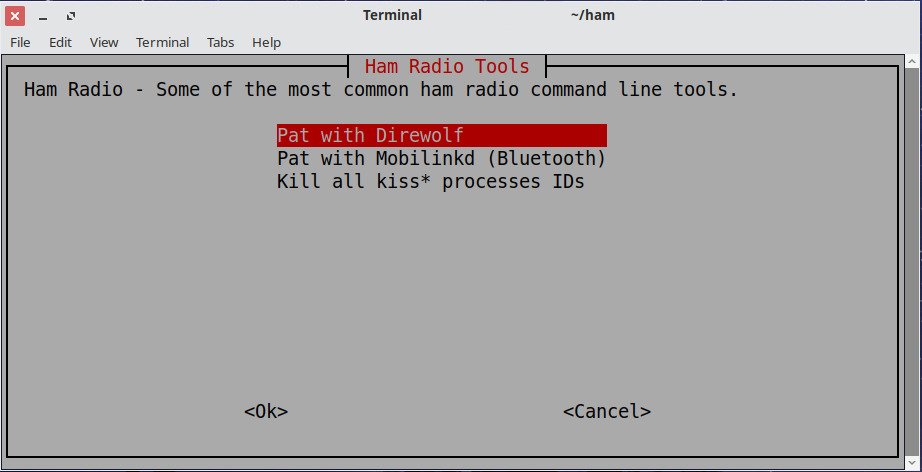 Terminal ~/ham
File Edit View Terminal Tabs Help
Ham Radio Tools
Ham Radio - Some of the most common ham radio command line tools.
Pat with Direwolf
Pat with Mobilinkd (Bluetooth)
Kill all kiss* processes IDs
<Ok> <Cancel>